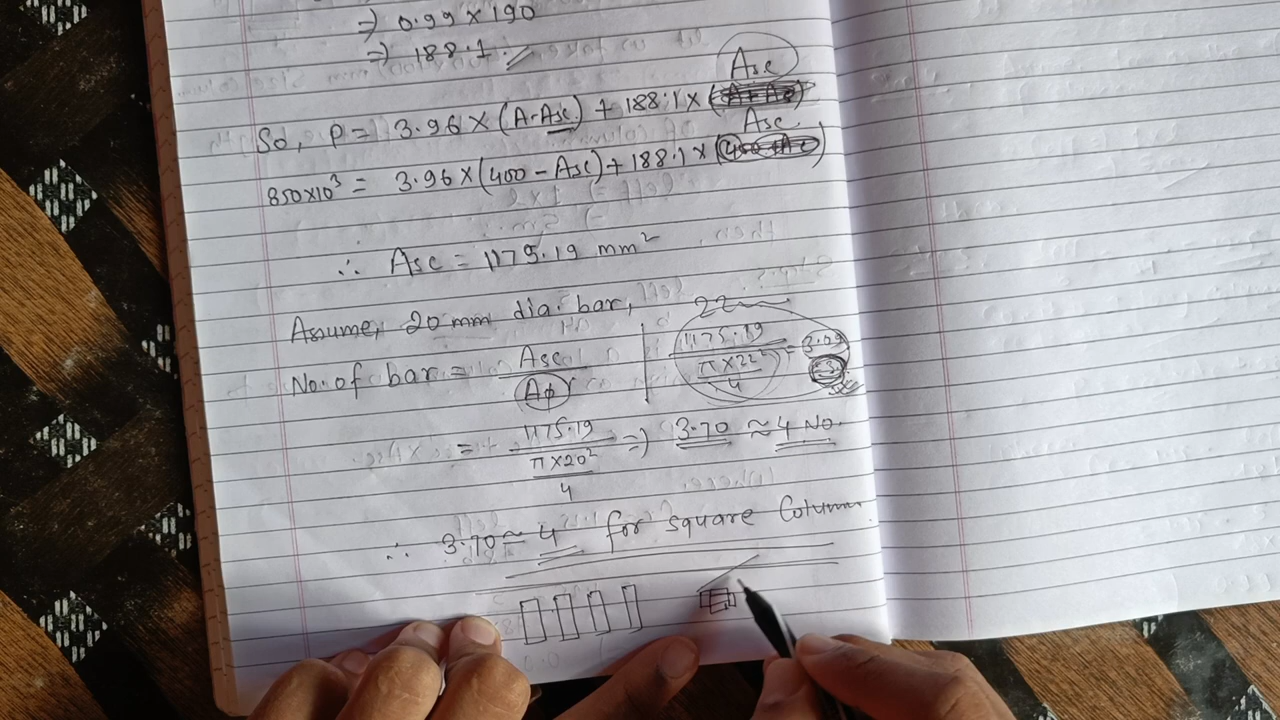 ⇒ 0.99 × 190
⇒ 188.1
Asc
So, P = 3.96 × (A-Asc) + 188.1 × (
Asc
850×10³ = 3.96 × (400 - Asc) + 188.1 × (
∴ Asc = 1175.19 mm²
Assume, 20 mm dia. bar,
No. of bar = Asc / Aφ
22
1175.19 / (π×22²/4) = 3.09
= 1175.19 / (π×20²/4) ⇒ 3.70 ≈ 4 No.
∴ 3.70 ≈ 4 for square Column.